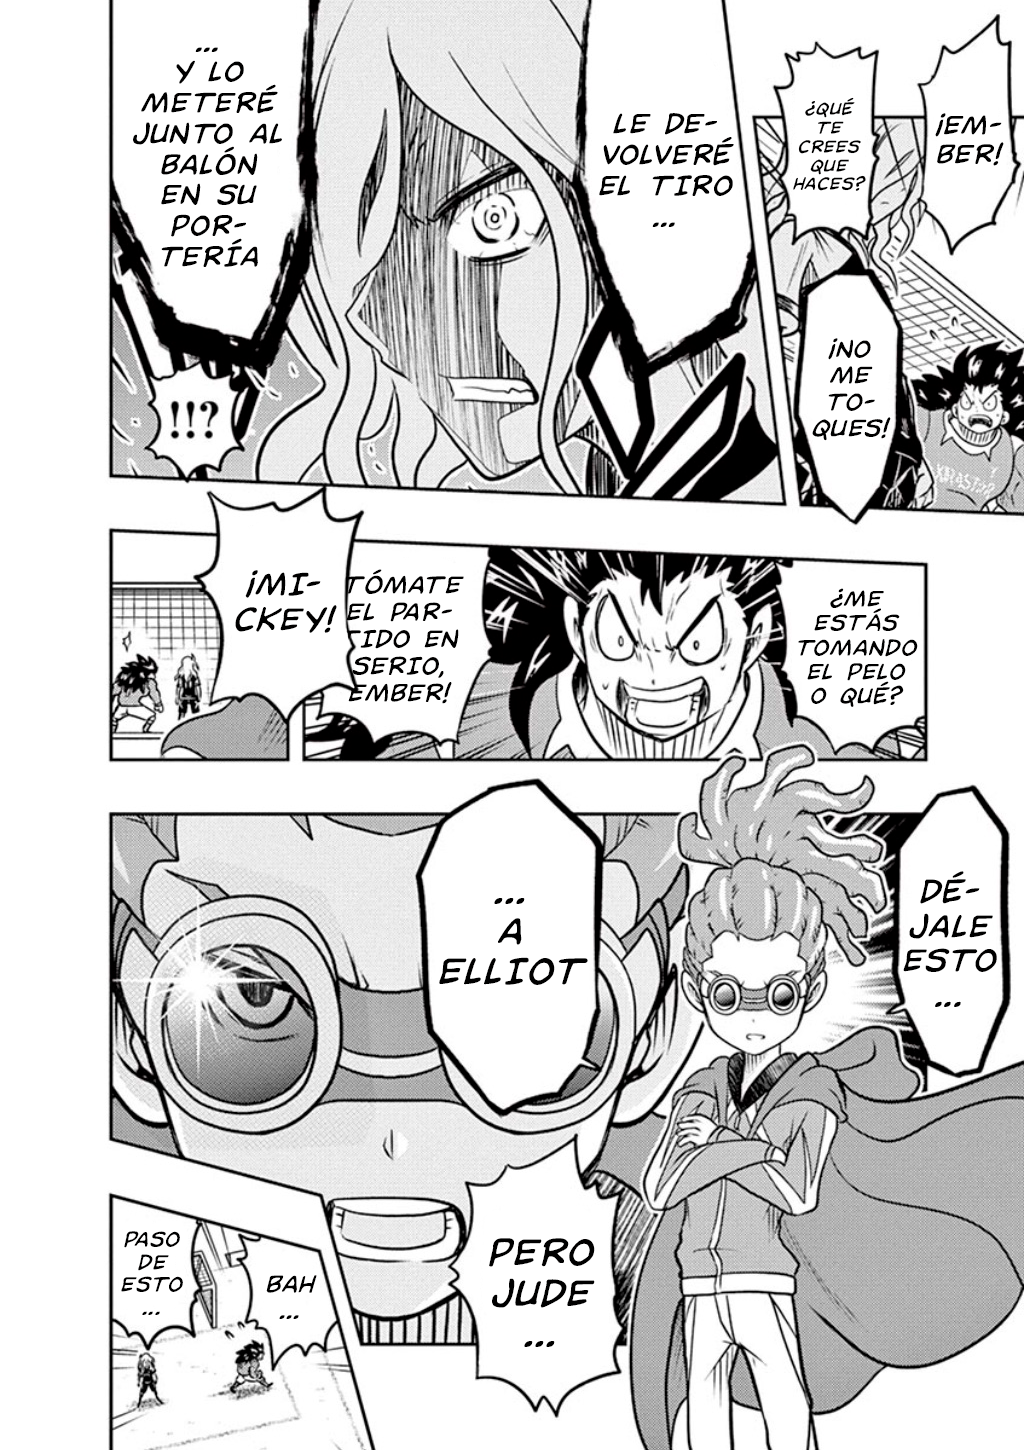 ¡EM-
BER!
¿QUÉ
TE
CREES
QUE
HACES?
¡NO
ME
TO-
QUES!
LE DE-
VOLVERÉ
EL TIRO
...
...
Y LO
METERÉ
JUNTO AL
BALÓN
EN SU
POR-
TERÍA
!!?
¿ME
ESTÁS
TOMANDO
EL PELO
O QUÉ?
TÓMATE
EL PAR-
TIDO EN
SERIO,
EMBER!
¡MI-
CKEY!
DÉ-
JALE
ESTO
...
...
A
ELLIOT
PERO
JUDE
...
BAH
...
PASO
DE
ESTO
...